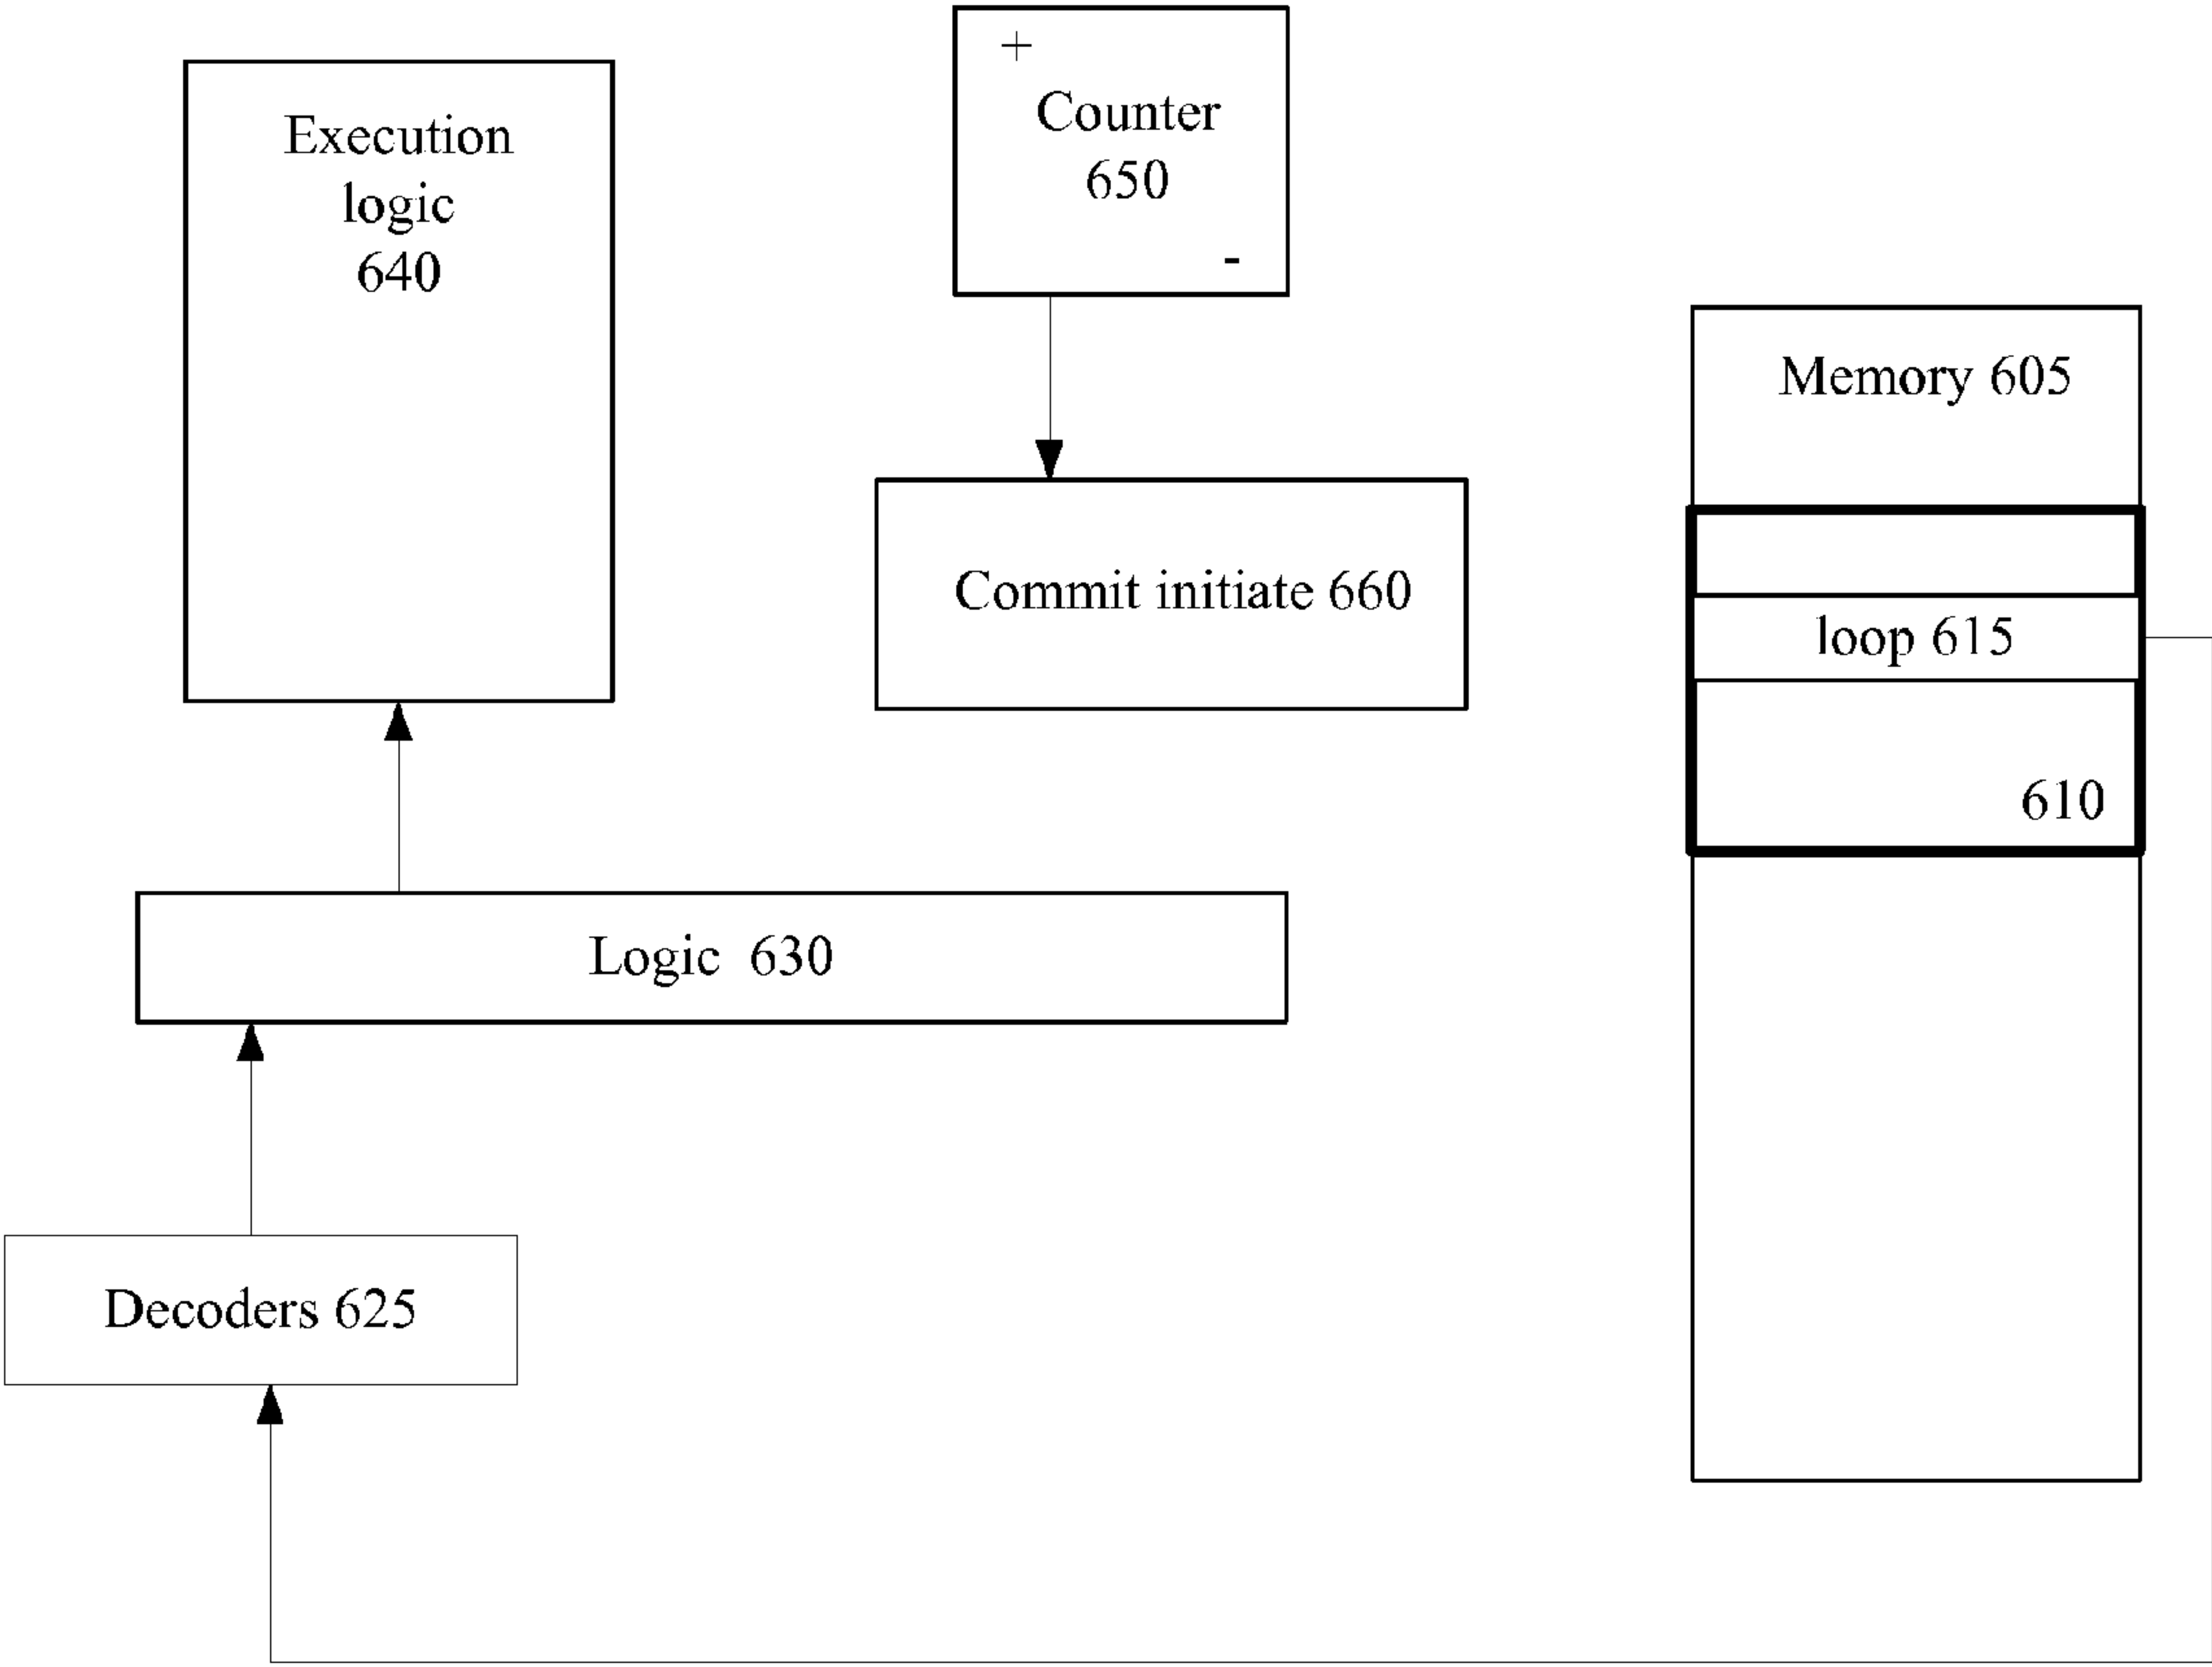 +
Counter
650
-
Execution
logic
640
Memory 605
Commit initiate 660
loop 615
610
Logic 630
Decoders 625